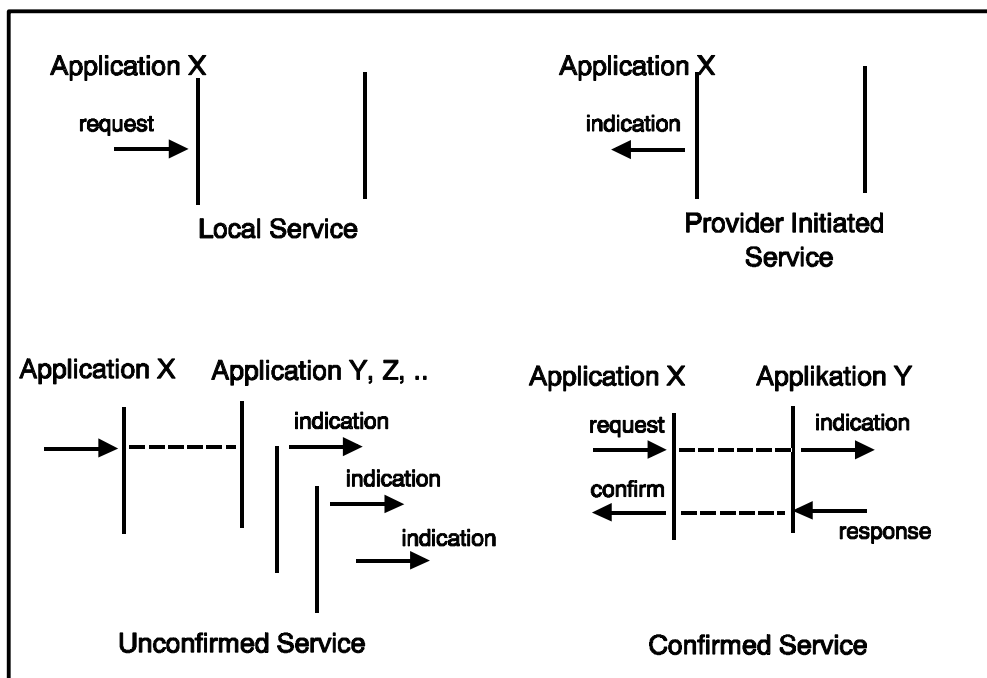 Application X
request
Local Service
Application X
indication
Provider Initiated
Service
Application X
Application Y, Z, ..
indication
indication
indication
Unconfirmed Service
Application X
Applikation Y
request
indication
confirm
response
Confirmed Service